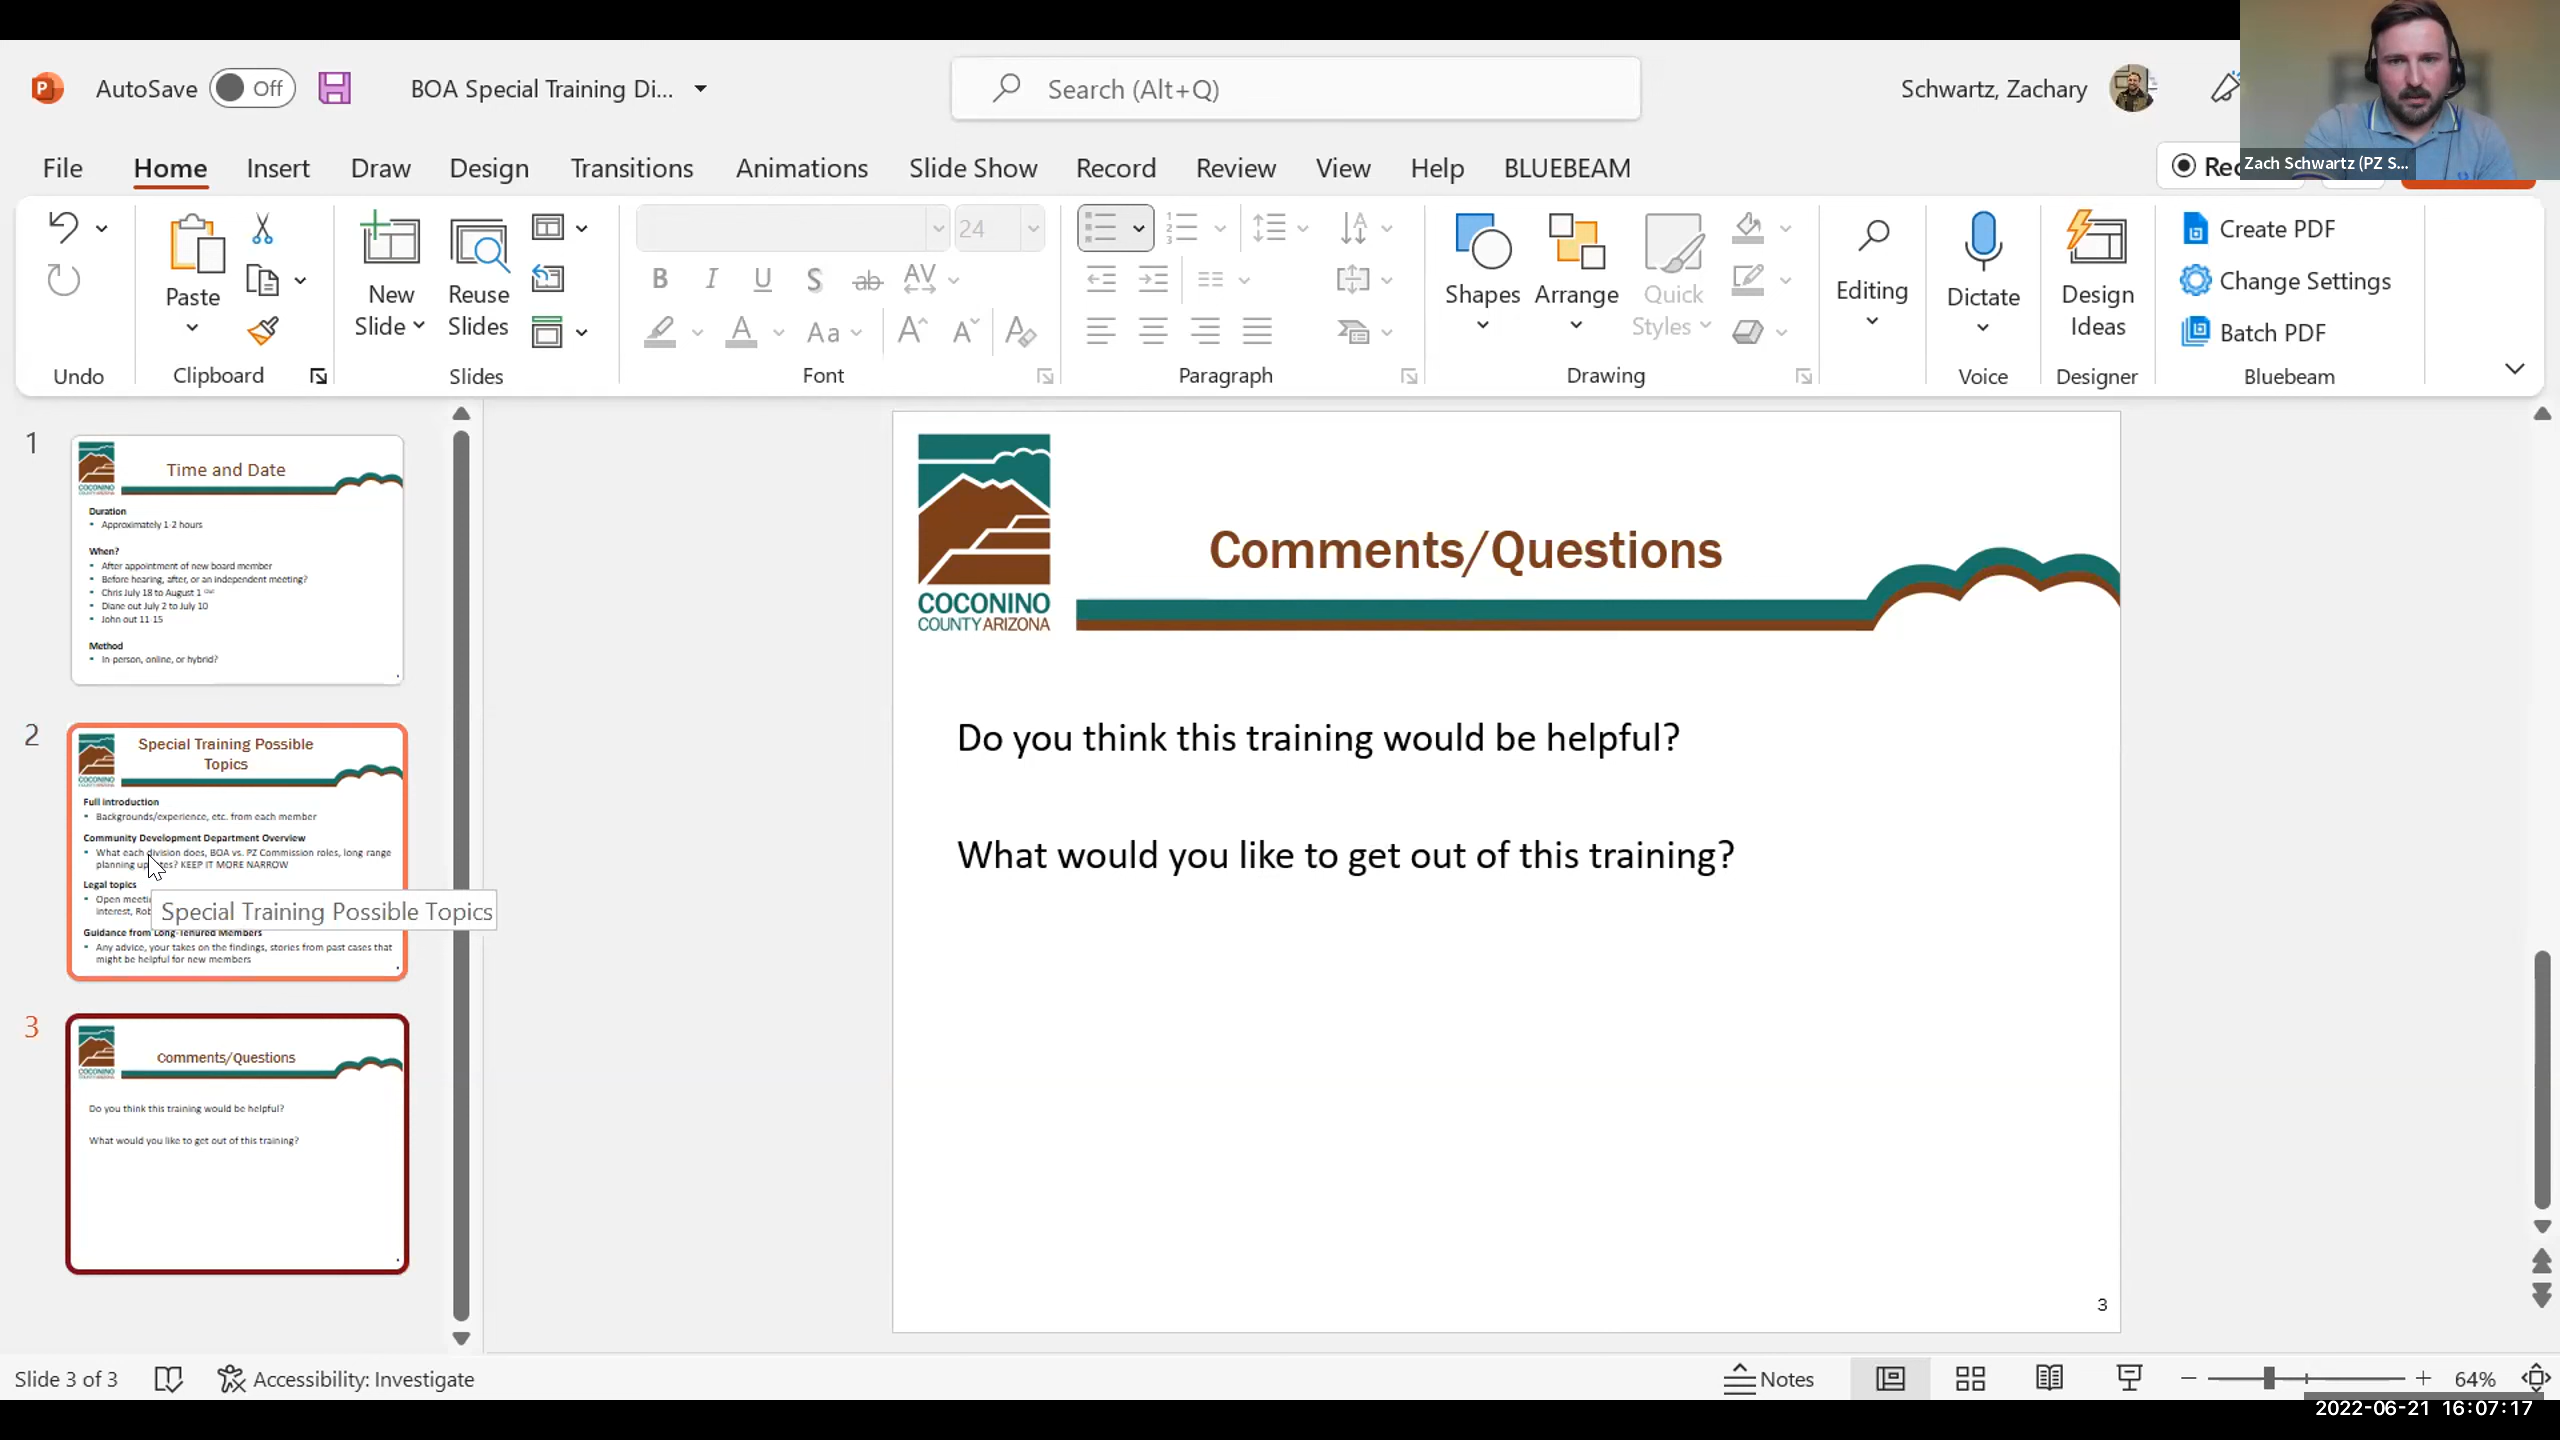 AutoSave
Off
BOA Special Training Di...
Search (Alt+Q)
Schwartz, Zachary
Zach Schwartz (PZ S...
File
Home
Insert
Draw
Design
Transitions
Animations
Slide Show
Record
Review
View
Help
BLUEBEAM
Paste
New
Slide
Reuse
Slides
24
Shapes
Arrange
Quick
Styles
Editing
Dictate
Design
Ideas
Create PDF
Change Settings
Batch PDF
Undo
Clipboard
Slides
Font
Paragraph
Drawing
Voice
Designer
Bluebeam
1
Time and Date
COCONINO
COUNTY ARIZONA
Duration
• Approximately 1-2 hours
When?
• After appointment of new board member
• Before hearing, after, or an independent meeting?
• Chris July 18 to August 1
• Diane out July 2 to July 10
• John out 11-15
Method
• In person, online, or hybrid?
2
Special Training Possible
Topics
COCONINO
Full introduction
• Backgrounds/experience, etc. from each member
Community Development Department Overview
• What each division does, BOA vs. PZ Commission roles, long range
planning updates? KEEP IT MORE NARROW
Legal topics
• Open meeti
interest, Rob
Special Training Possible Topics
Guidance from Long-Tenured Members
• Any advice, your takes on the findings, stories from past cases that
might be helpful for new members
3
Comments/Questions
COCONINO
Do you think this training would be helpful?
What would you like to get out of this training?
COCONINO
COUNTY ARIZONA
Comments/Questions
Do you think this training would be helpful?
What would you like to get out of this training?
3
Slide 3 of 3
Accessibility: Investigate
Notes
64%
2022-06-21 16:07:17